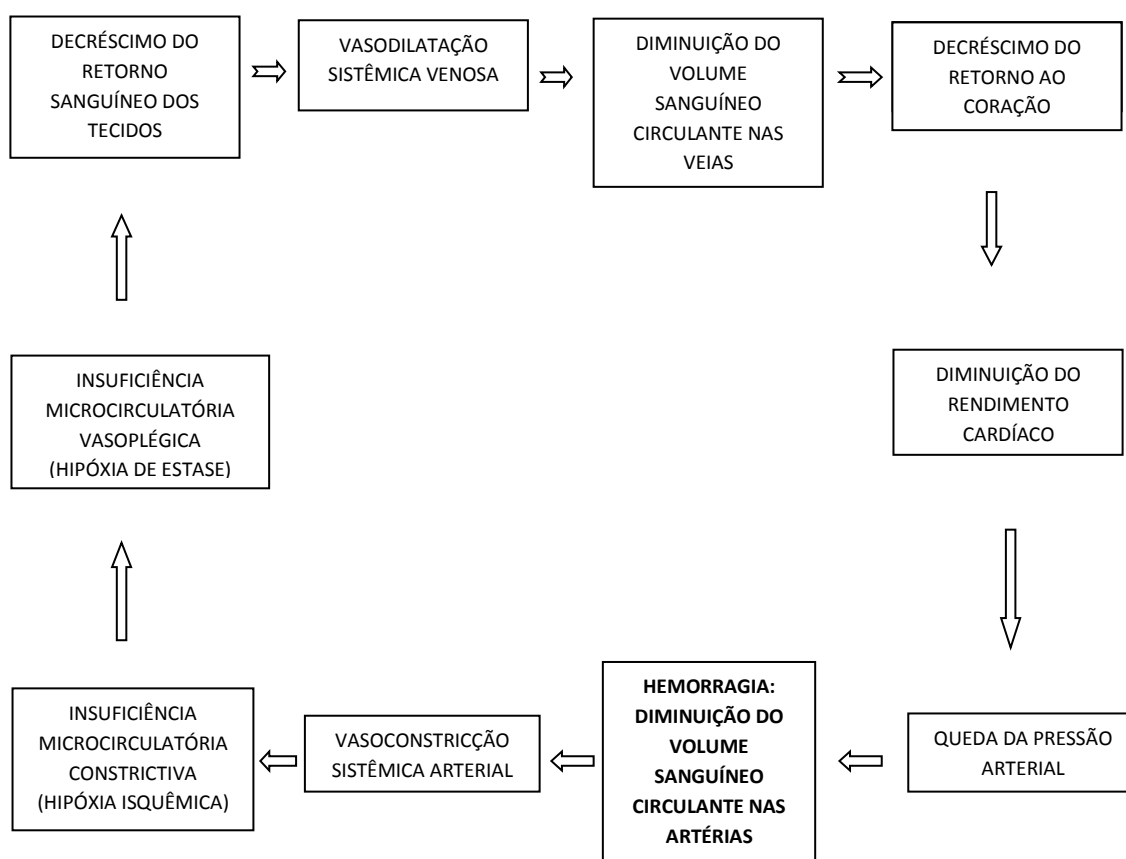 DECRÉSCIMO DO
RETORNO
SANGUÍNEO DOS
TECIDOS
VASODILATAÇÃO
SISTÊMICA VENOSA
DIMINUIÇÃO DO
VOLUME
SANGUÍNEO
CIRCULANTE NAS
VEIAS
DECRÉSCIMO DO
RETORNO AO
CORAÇÃO
INSUFICIÊNCIA
MICROCIRCULATÓRIA
VASOPLÉGICA
(HIPÓXIA DE ESTASE)
DIMINUIÇÃO DO
RENDIMENTO
CARDÍACO
INSUFICIÊNCIA
MICROCIRCULATÓRIA
CONSTRICTIVA
(HIPÓXIA ISQUÊMICA)
VASOCONSTRICÇÃO
SISTÊMICA ARTERIAL
HEMORRAGIA:
DIMINUIÇÃO DO
VOLUME
SANGUÍNEO
CIRCULANTE NAS
ARTÉRIAS
QUEDA DA PRESSÃO
ARTERIAL